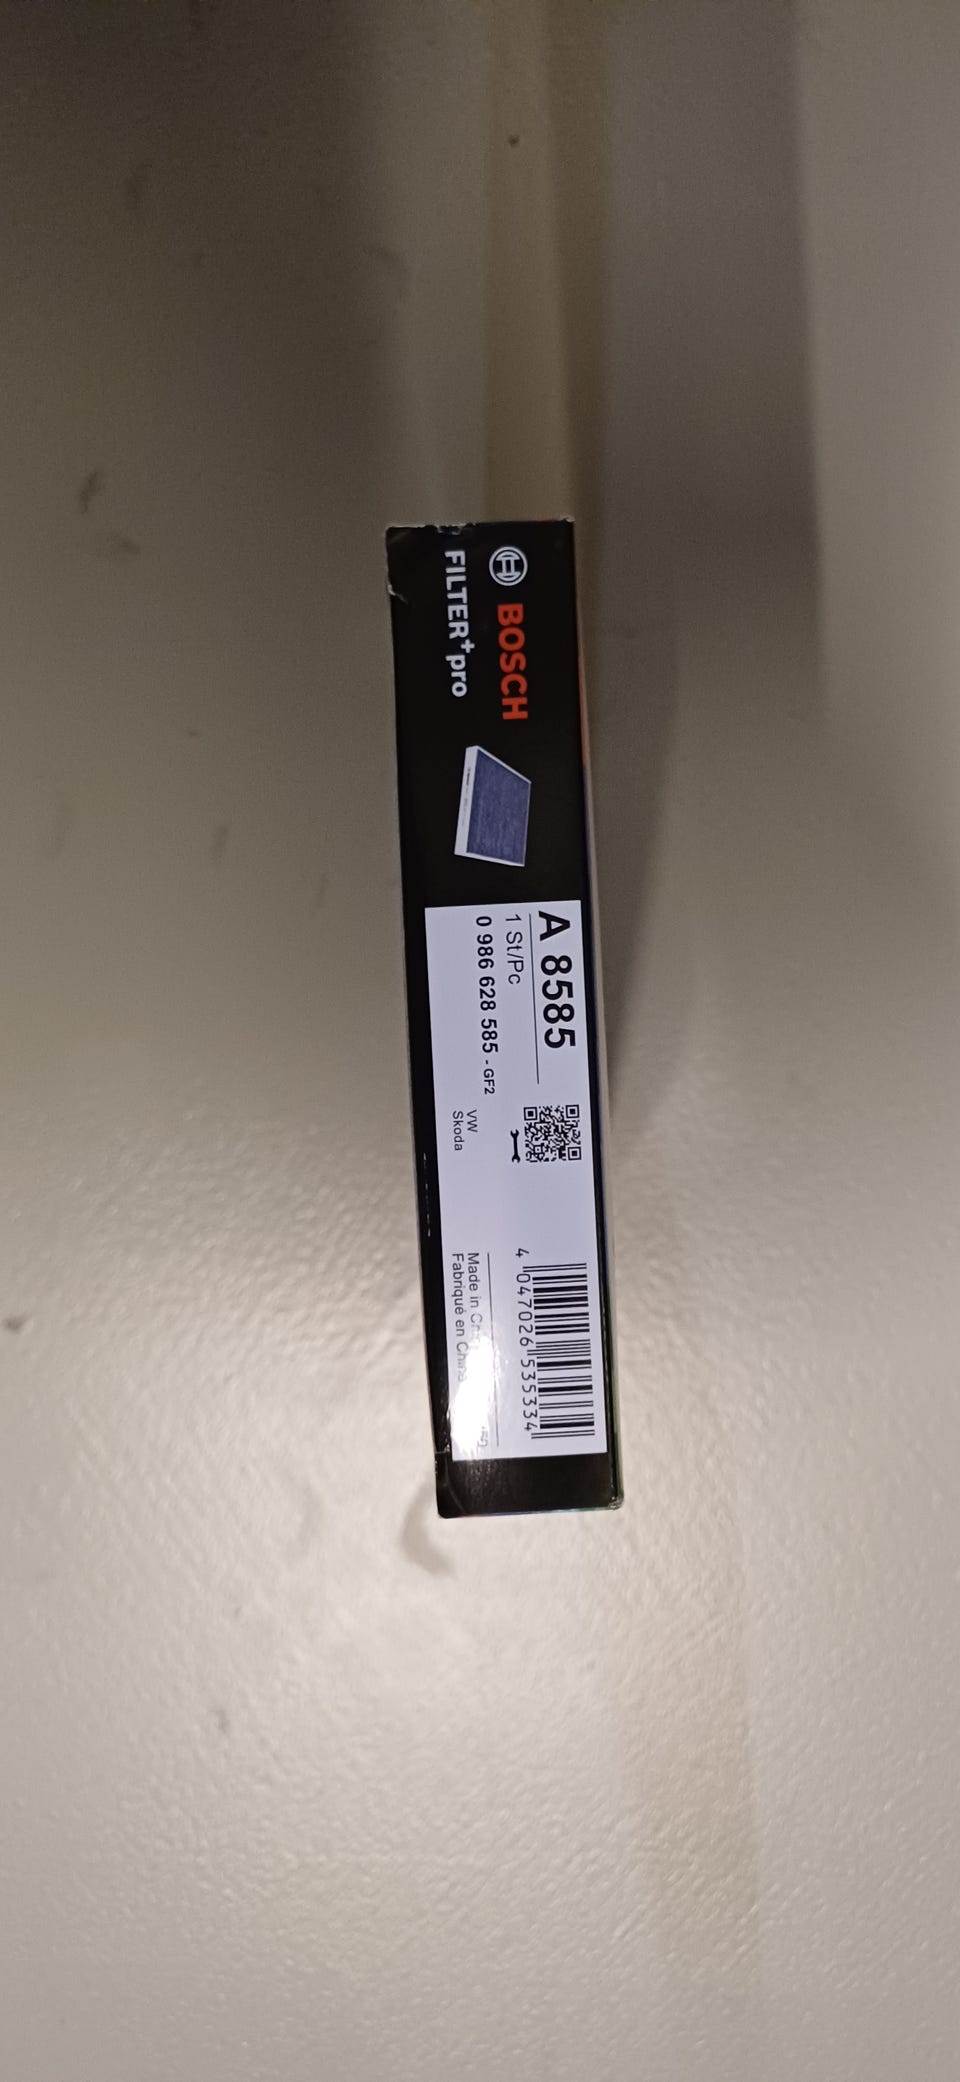 BOSCH
FILTER⁺pro
A 8585
1 St/Pc
0 986 628 585 - GF2
VW
Skoda
4 047026 535334
Made in
Fabriqué en